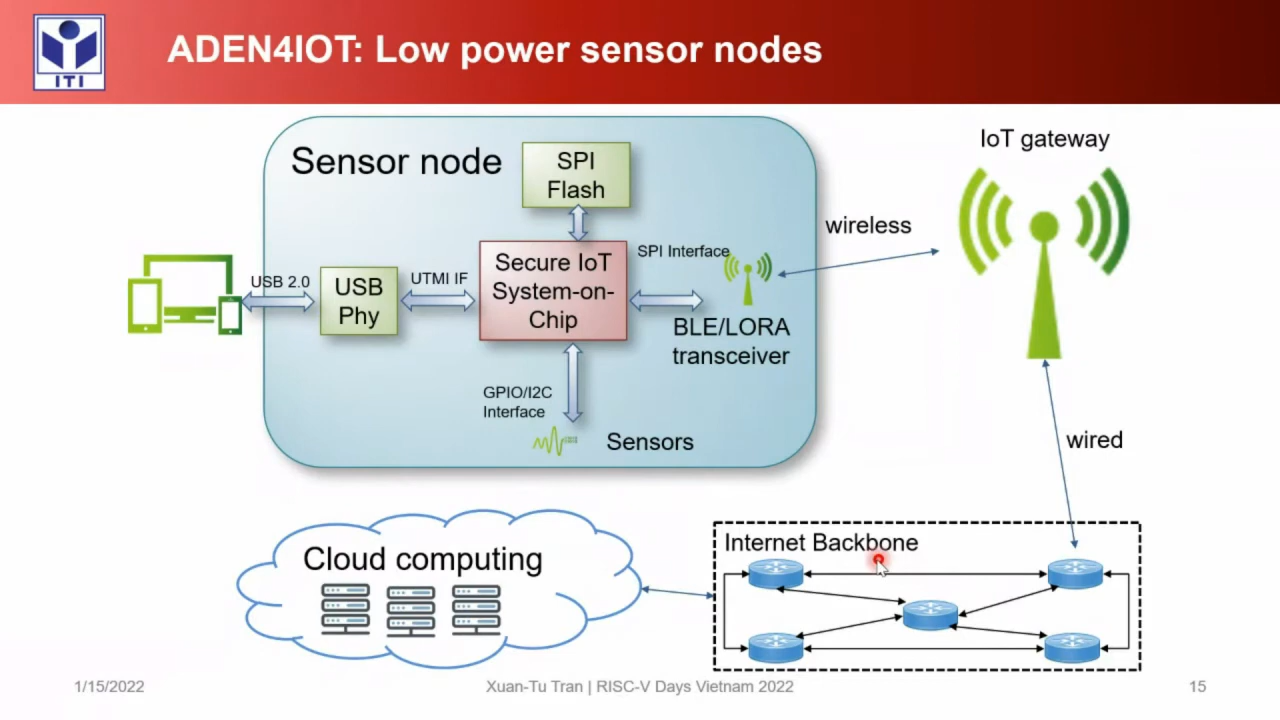 ITI
ADEN4IOT: Low power sensor nodes
Sensor node
SPI
Flash
IoT gateway
wireless
USB 2.0
USB
Phy
UTMI IF
Secure IoT
System-on-
Chip
SPI Interface
BLE/LORA
transceiver
GPIO/I2C
Interface
Sensors
wired
Cloud computing
Internet Backbone
1/15/2022
Xuan-Tu Tran | RISC-V Days Vietnam 2022
15